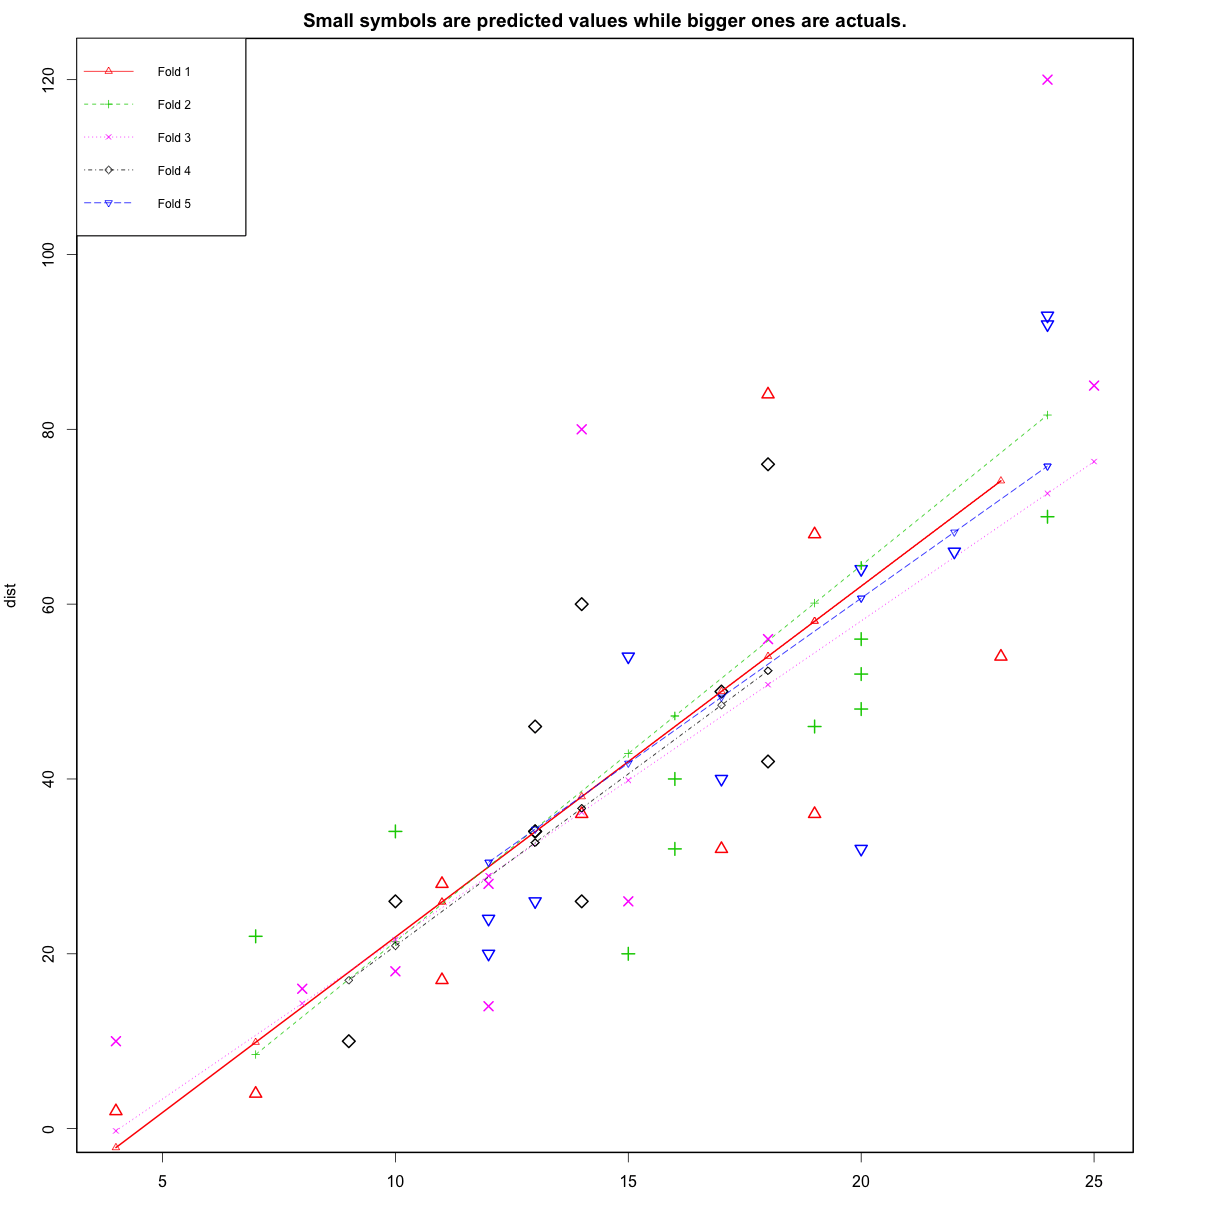 Small symbols are predicted values while bigger ones are actuals.
Fold 1
Fold 2
Fold 3
Fold 4
Fold 5
120
100
80
60
40
20
0
dist
5 10 15 20 25